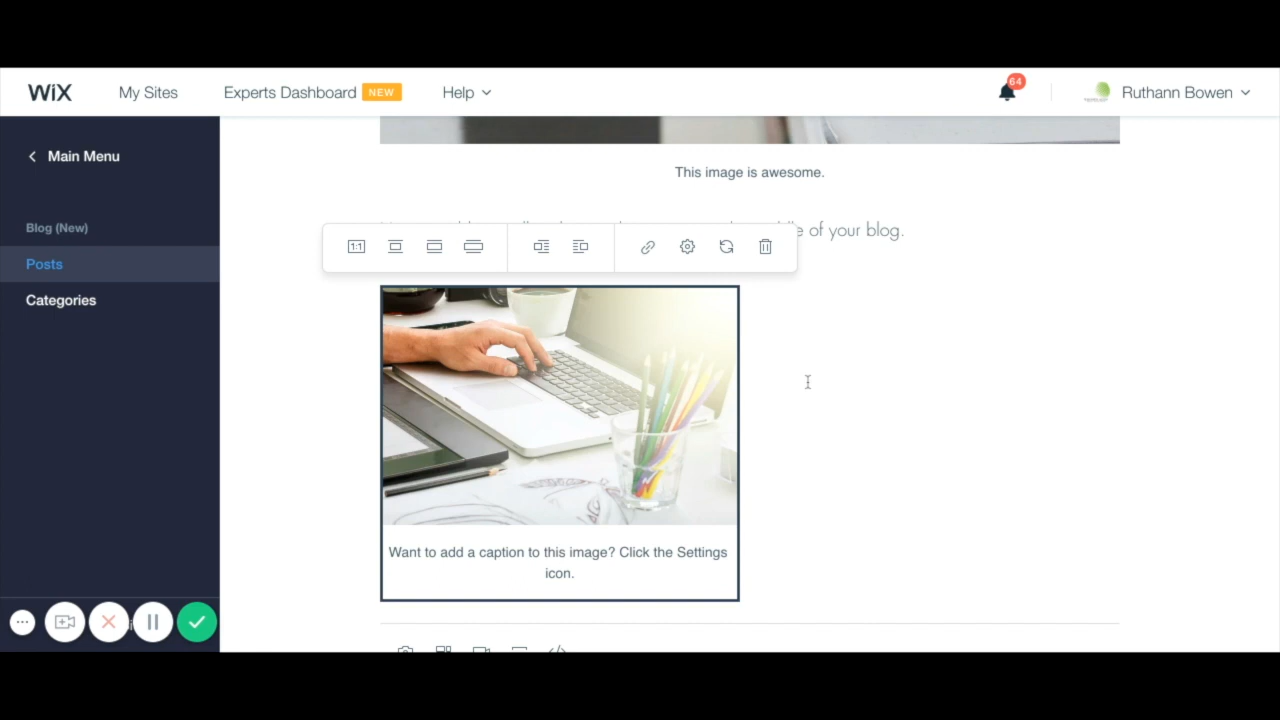 WiX
My Sites
Experts Dashboard NEW
Help
64
Ruthann Bowen
Main Menu
This image is awesome.
Blog (New)
of your blog.
1:1
Posts
Categories
Want to add a caption to this image? Click the Settings
icon.